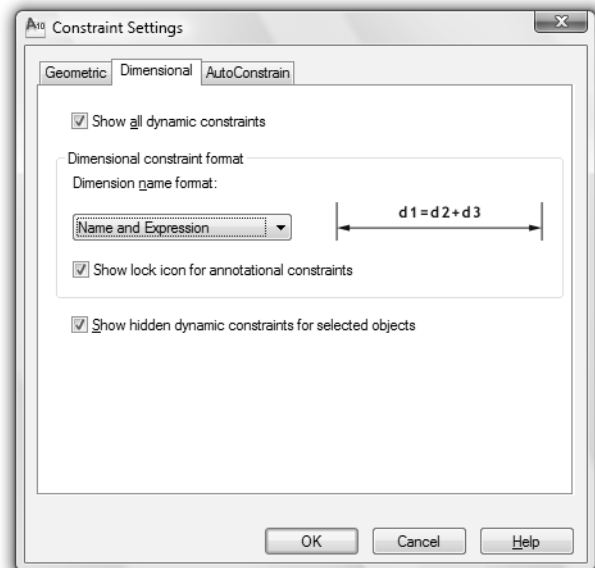 A10 Constraint Settings
X
Geometric Dimensional AutoConstrain
Show all dynamic constraints
Dimensional constraint format
Dimension name format:
Name and Expression
d1=d2+d3
Show lock icon for annotational constraints
Show hidden dynamic constraints for selected objects
OK Cancel Help